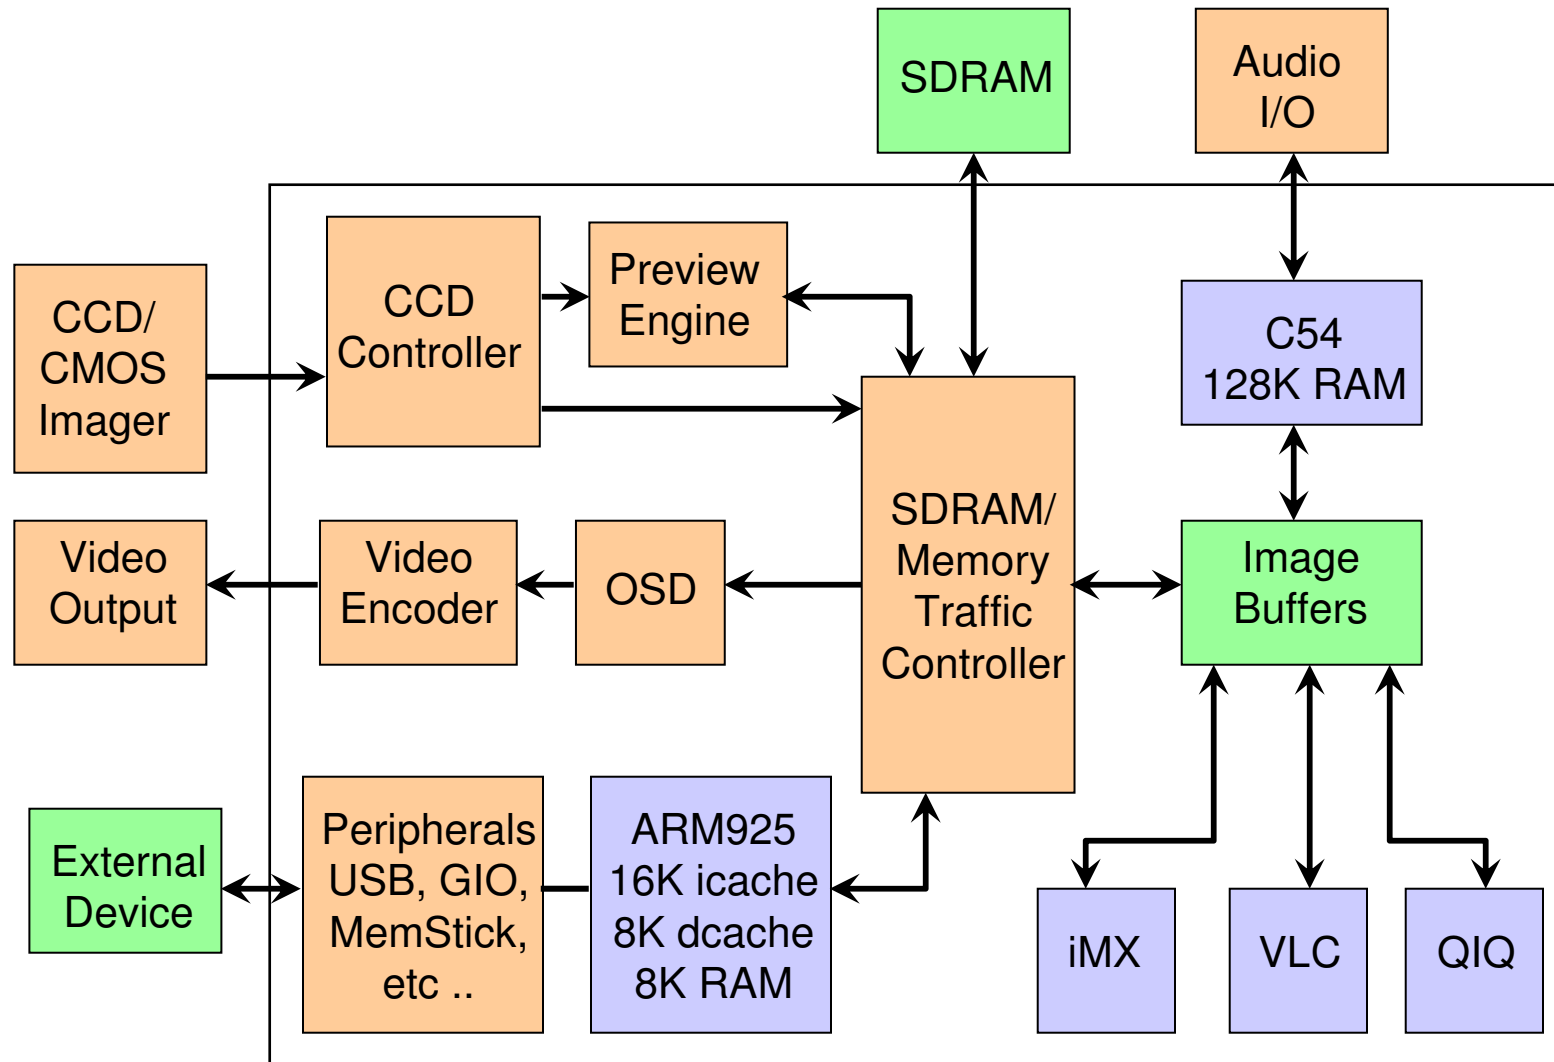 SDRAM
Audio
I/O
CCD/
CMOS
Imager
CCD
Controller
Preview
Engine
C54
128K RAM
SDRAM/
Memory
Traffic
Controller
Video
Output
Video
Encoder
OSD
Image
Buffers
External
Device
Peripherals
USB, GIO,
MemStick,
etc ..
ARM925
16K icache
8K dcache
8K RAM
iMX
VLC
QIQ